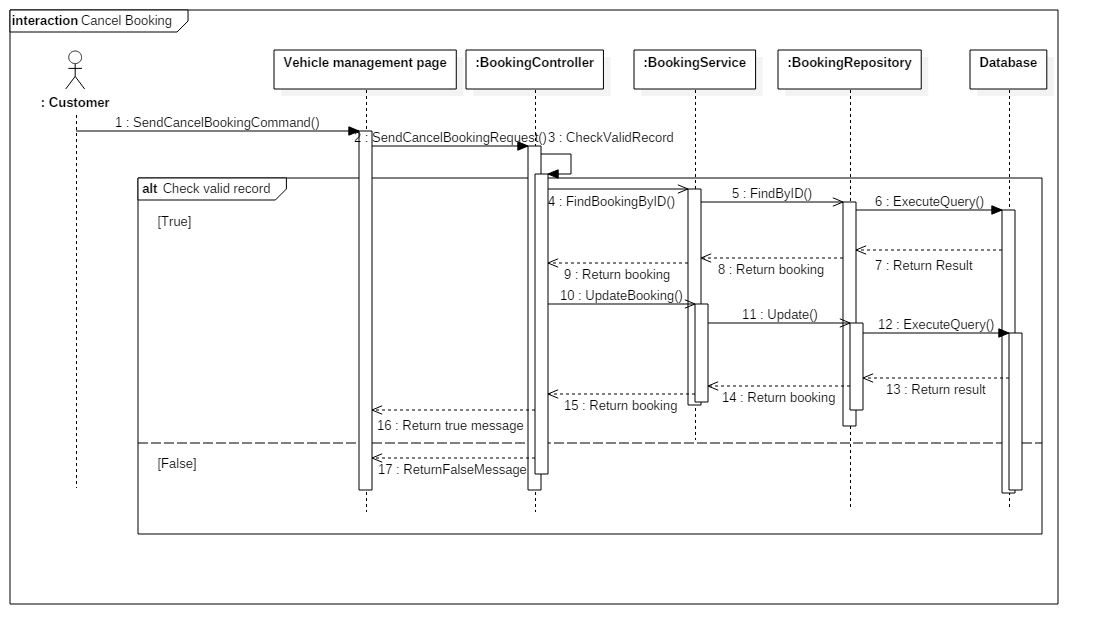 interaction Cancel Booking
Vehicle management page
:BookingController
:BookingService
:BookingRepository
Database
: Customer
1 : SendCancelBookingCommand()
2 : SendCancelBookingRequest()
3 : CheckValidRecord
alt Check valid record
[True]
4 : FindBookingByID()
5 : FindByID()
6 : ExecuteQuery()
7 : Return Result
8 : Return booking
9 : Return booking
10 : UpdateBooking()
11 : Update()
12 : ExecuteQuery()
13 : Return result
14 : Return booking
15 : Return booking
16 : Return true message
[False]
17 : ReturnFalseMessage